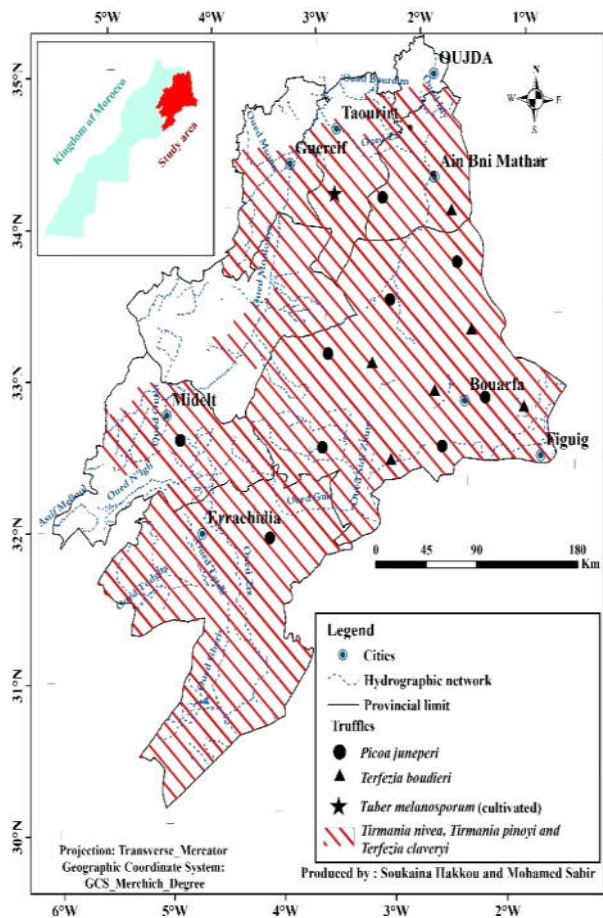 5°W
4°W
3°W
2°W
1°W
35°N
34°N
33°N
32°N
31°N
30°N
Kingdom of Morocco
Study area
N
W
E
S
OUJDA
Taourirt
Guercif
Ain Bni Mathar
Oued Moulouya
Midelt
Bouarfa
Figuig
Assif Melloul
Oued Guir
Errachidia
Oued Ziz
0 45 90 180
Km
Legend
Cities
Hydrographic network
Provincial limit
Truffles
Picoa juneperi
Terfezia boudieri
Tuber melanosporum (cultivated)
Tirmania nivea, Tirmania pinoyi and
Terfezia claveryi
Projection: Transverse_Mercator
Geographic Coordinate System:
GCS_Merchich_Degree
Produced by : Soukaina Hakkou and Mohamed Sabir
6°W
5°W
4°W
3°W
2°W